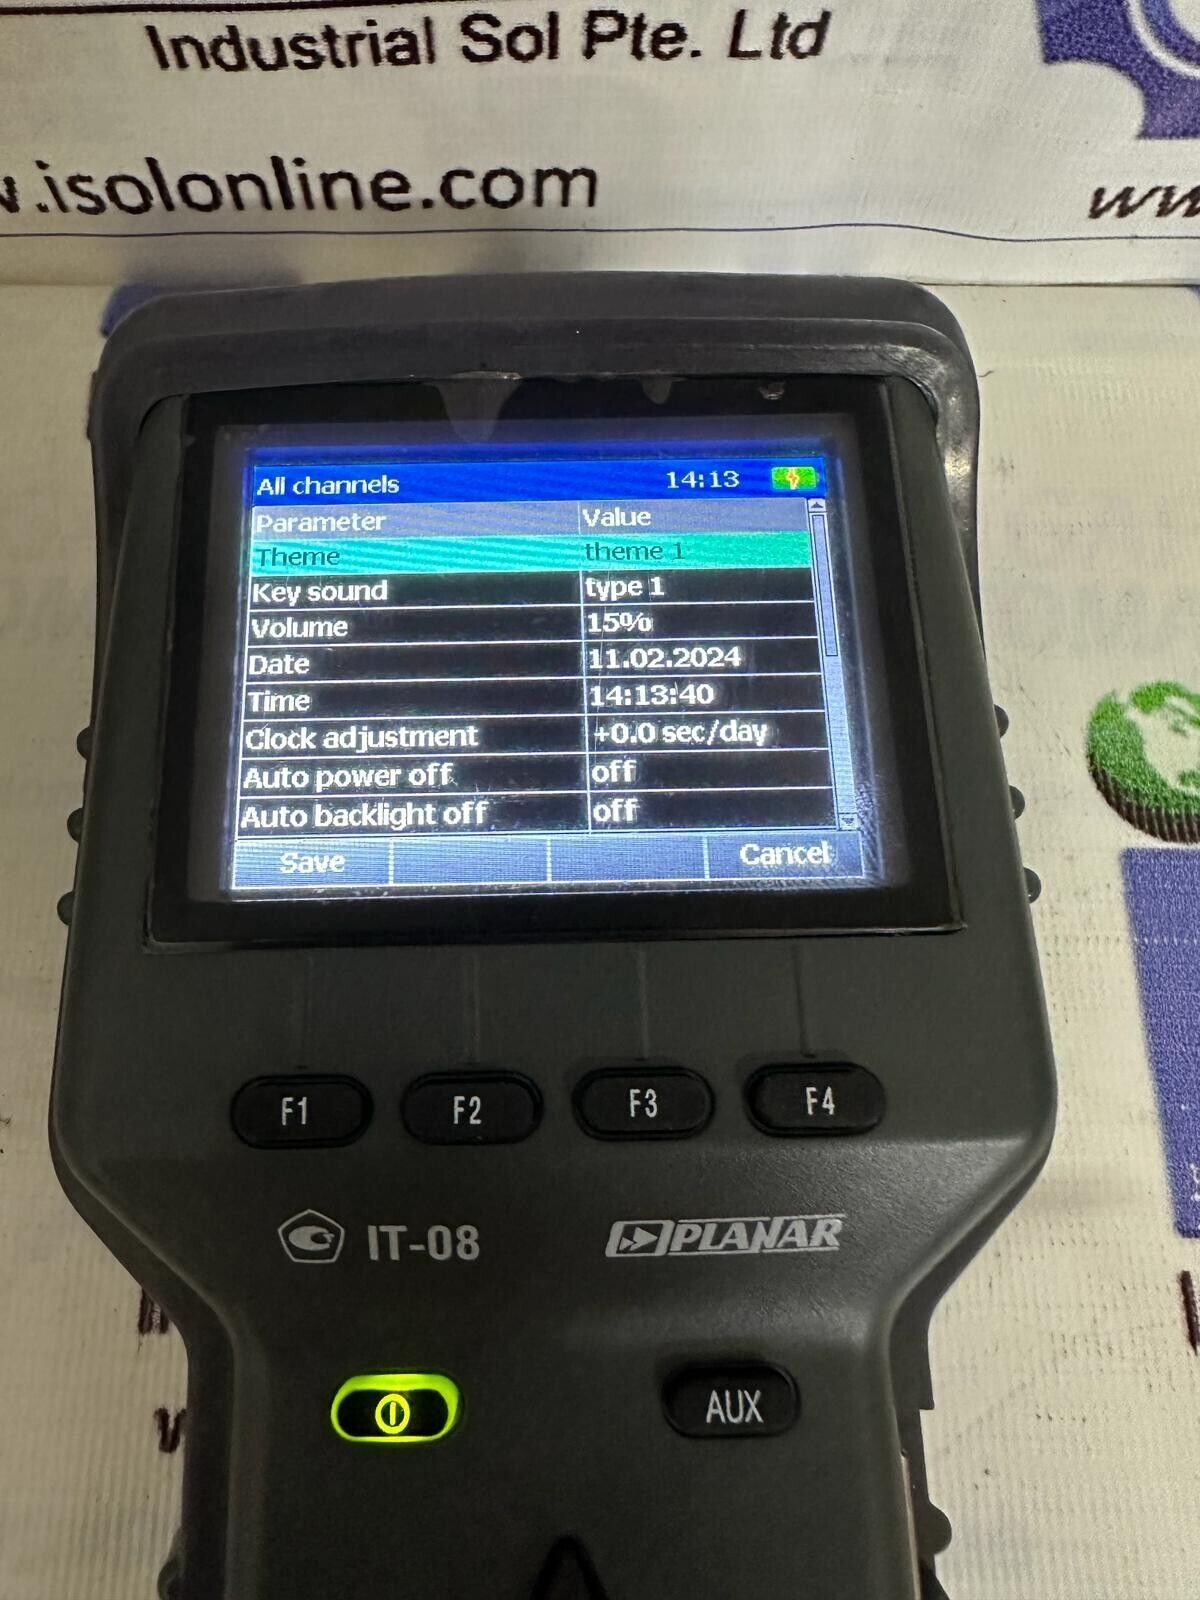 Industrial Sol Pte. Ltd
.isolonline.com
All channels 14:13
Parameter Value
Theme theme 1
Key sound type 1
Volume 15%
Date 11.02.2024
Time 14:13:40
Clock adjustment +0.0 sec/day
Auto power off off
Auto backlight off off
Save Cancel
F1 F2 F3 F4
IT-08 PLANAR
AUX